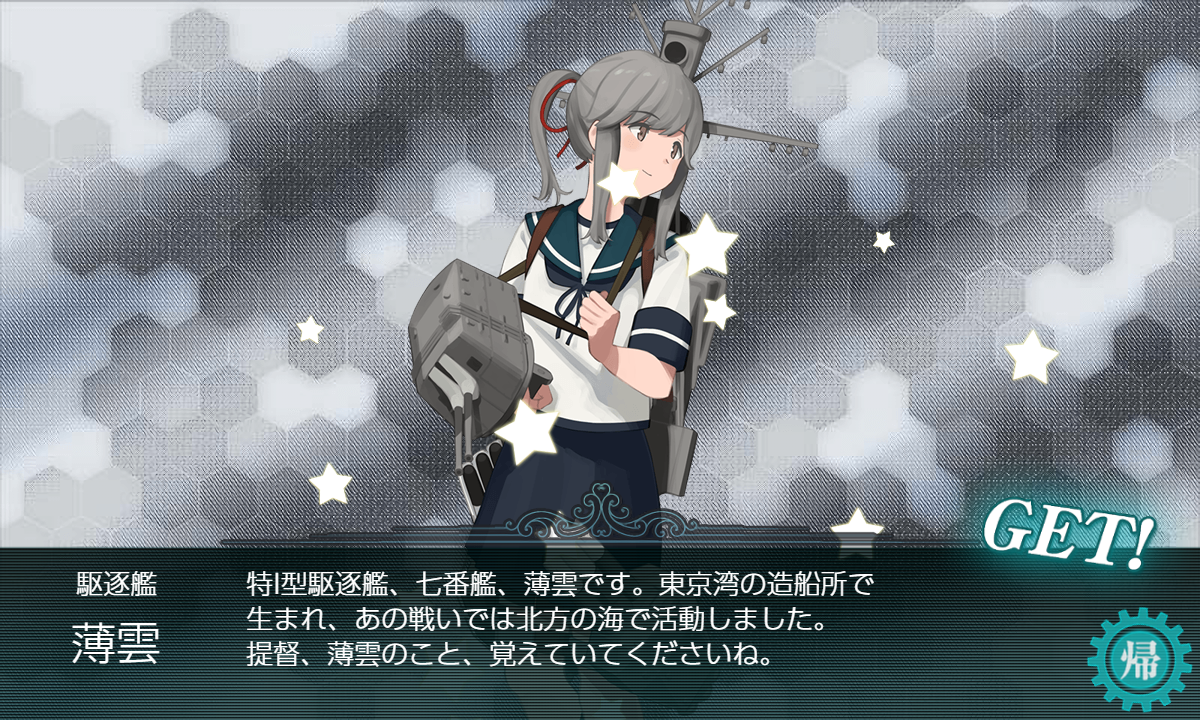 GET!
駆逐艦
薄雲
特Ⅰ型駆逐艦、七番艦、薄雲です。東京湾の造船所で
生まれ、あの戦いでは北方の海で活動しました。
提督、薄雲のこと、覚えていてくださいね。
帰